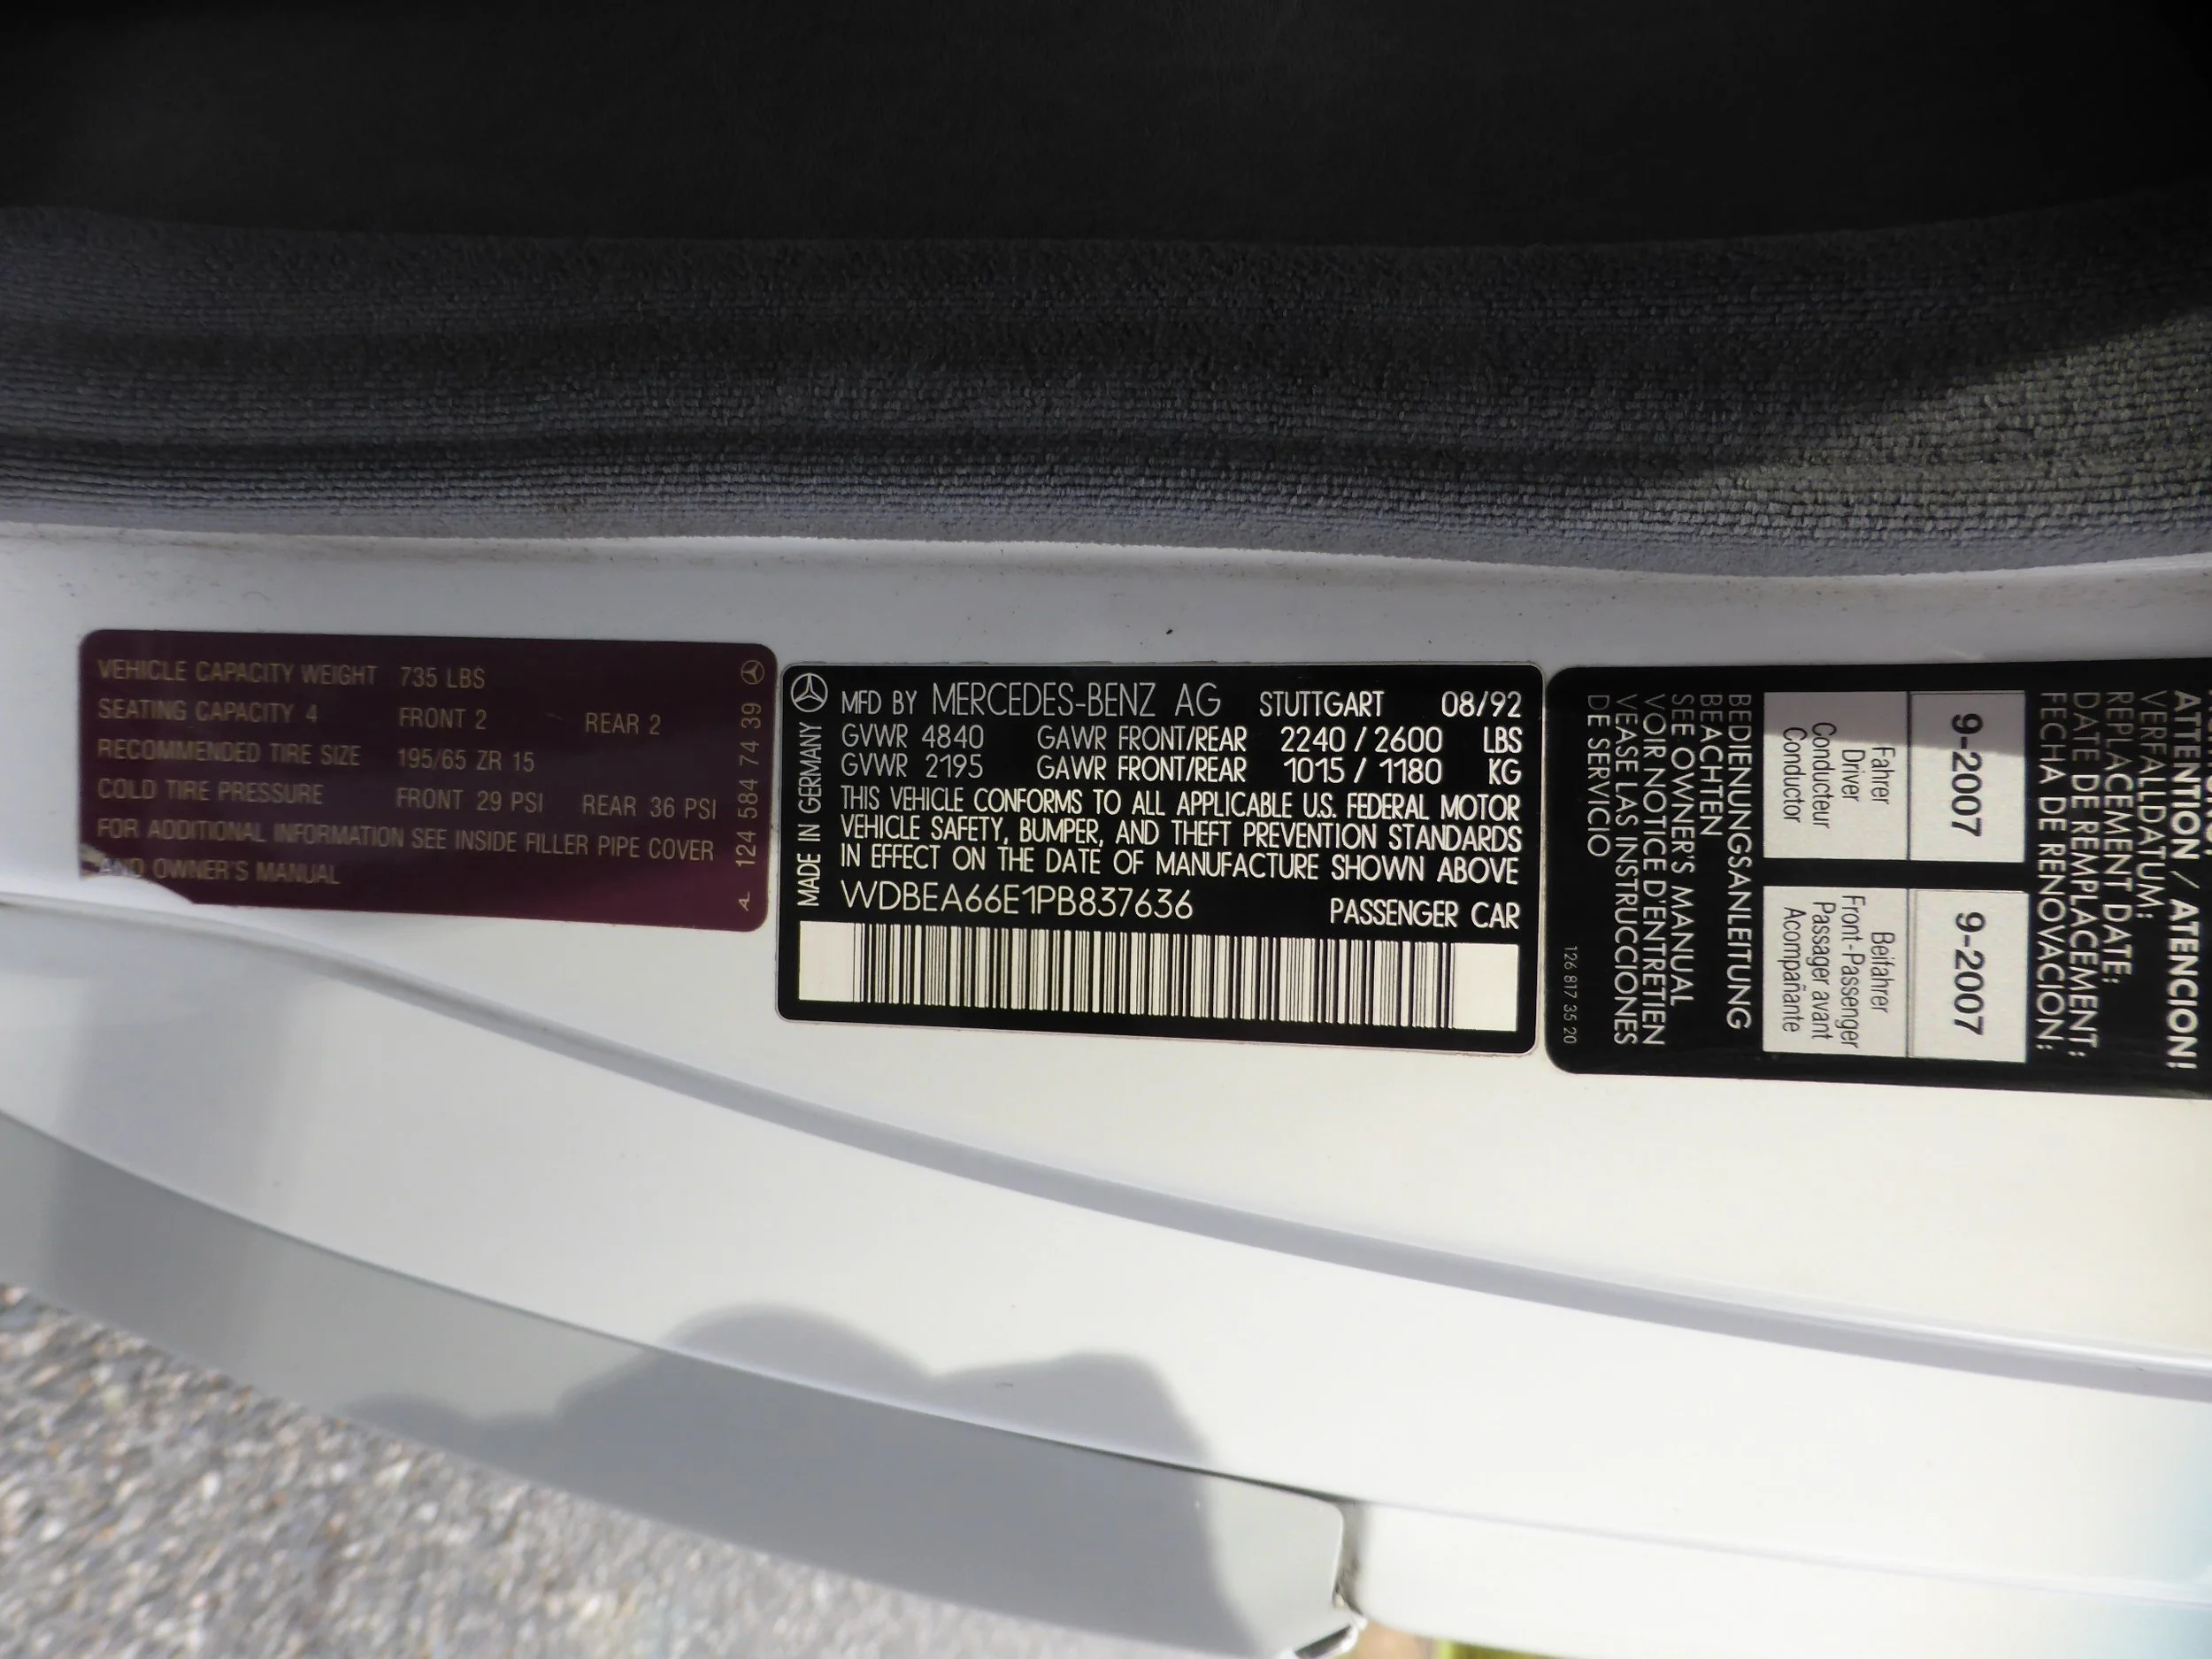 VEHICLE CAPACITY WEIGHT 735 LBS
SEATING CAPACITY 4 FRONT 2 REAR 2
RECOMMENDED TIRE SIZE 195/65 ZR 15
COLD TIRE PRESSURE FRONT 29 PSI REAR 36 PSI
FOR ADDITIONAL INFORMATION SEE INSIDE FILLER PIPE COVER
AND OWNER'S MANUAL
A 124 584 74 39
MADE IN GERMANY
MFD BY MERCEDES-BENZ AG STUTTGART 08/92
GVWR 4840 GAWR FRONT/REAR 2240 / 2600 LBS
GVWR 2195 GAWR FRONT/REAR 1015 / 1180 KG
THIS VEHICLE CONFORMS TO ALL APPLICABLE U.S. FEDERAL MOTOR
VEHICLE SAFETY, BUMPER, AND THEFT PREVENTION STANDARDS
IN EFFECT ON THE DATE OF MANUFACTURE SHOWN ABOVE
WDBEA66E1PB837636 PASSENGER CAR
ATTENTION / ATENCION!
VERFALLDATUM:
REPLACEMENT DATE:
DATE DE REMPLACEMENT:
FECHA DE RENOVACION:
9-2007 9-2007
Fahrer
Driver
Conducteur
Conductor
Beifahrer
Front-Passenger
Passager avant
Acompañante
BEDIENUNGSANLEITUNG
BEACHTEN
SEE OWNER'S MANUAL
VOIR NOTICE D'ENTRETIEN
VEASE LAS INSTRUCCIONES
DE SERVICIO
126 817 35 20